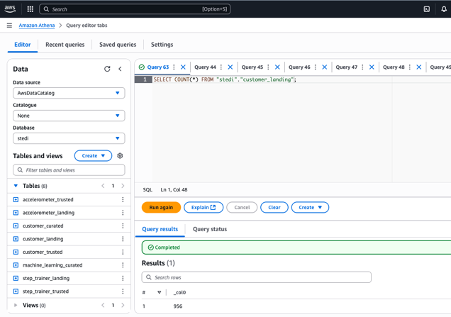 aws
Search
[Option+S]
Amazon Athena > Query editor tabs
Editor
Recent queries
Saved queries
Settings
Data
Data source
AwsDataCatalog
Catalogue
None
Database
stedi
Tables and views
Create
Filter tables and views
Tables (8)
< 1 >
accelerometer_trusted
accelerometer_landing
customer_curated
customer_landing
customer_trusted
machine_learning_curated
step_trainer_landing
step_trainer_trusted
Views (0)
< 1 >
Query 63
Query 44
Query 45
Query 46
Query 47
Query 48
Query 49
1 SELECT COUNT(*) FROM "stedi"."customer_landing";
SQL Ln 1, Col 48
Run again
Explain
Cancel
Clear
Create
Query results
Query status
Completed
Results (1)
Search rows
# _col0
1 956